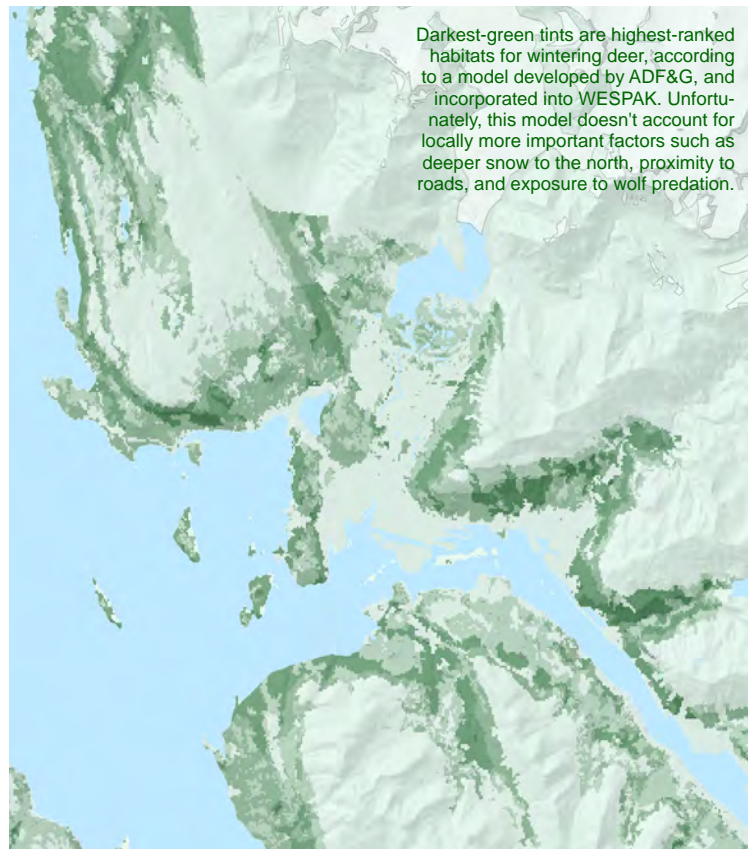 Darkest-green tints are highest-ranked
habitats for wintering deer, according
to a model developed by ADF&G, and
incorporated into WESPAK. Unfortu-
nately, this model doesn't account for
locally more important factors such as
deeper snow to the north, proximity to
roads, and exposure to wolf predation.